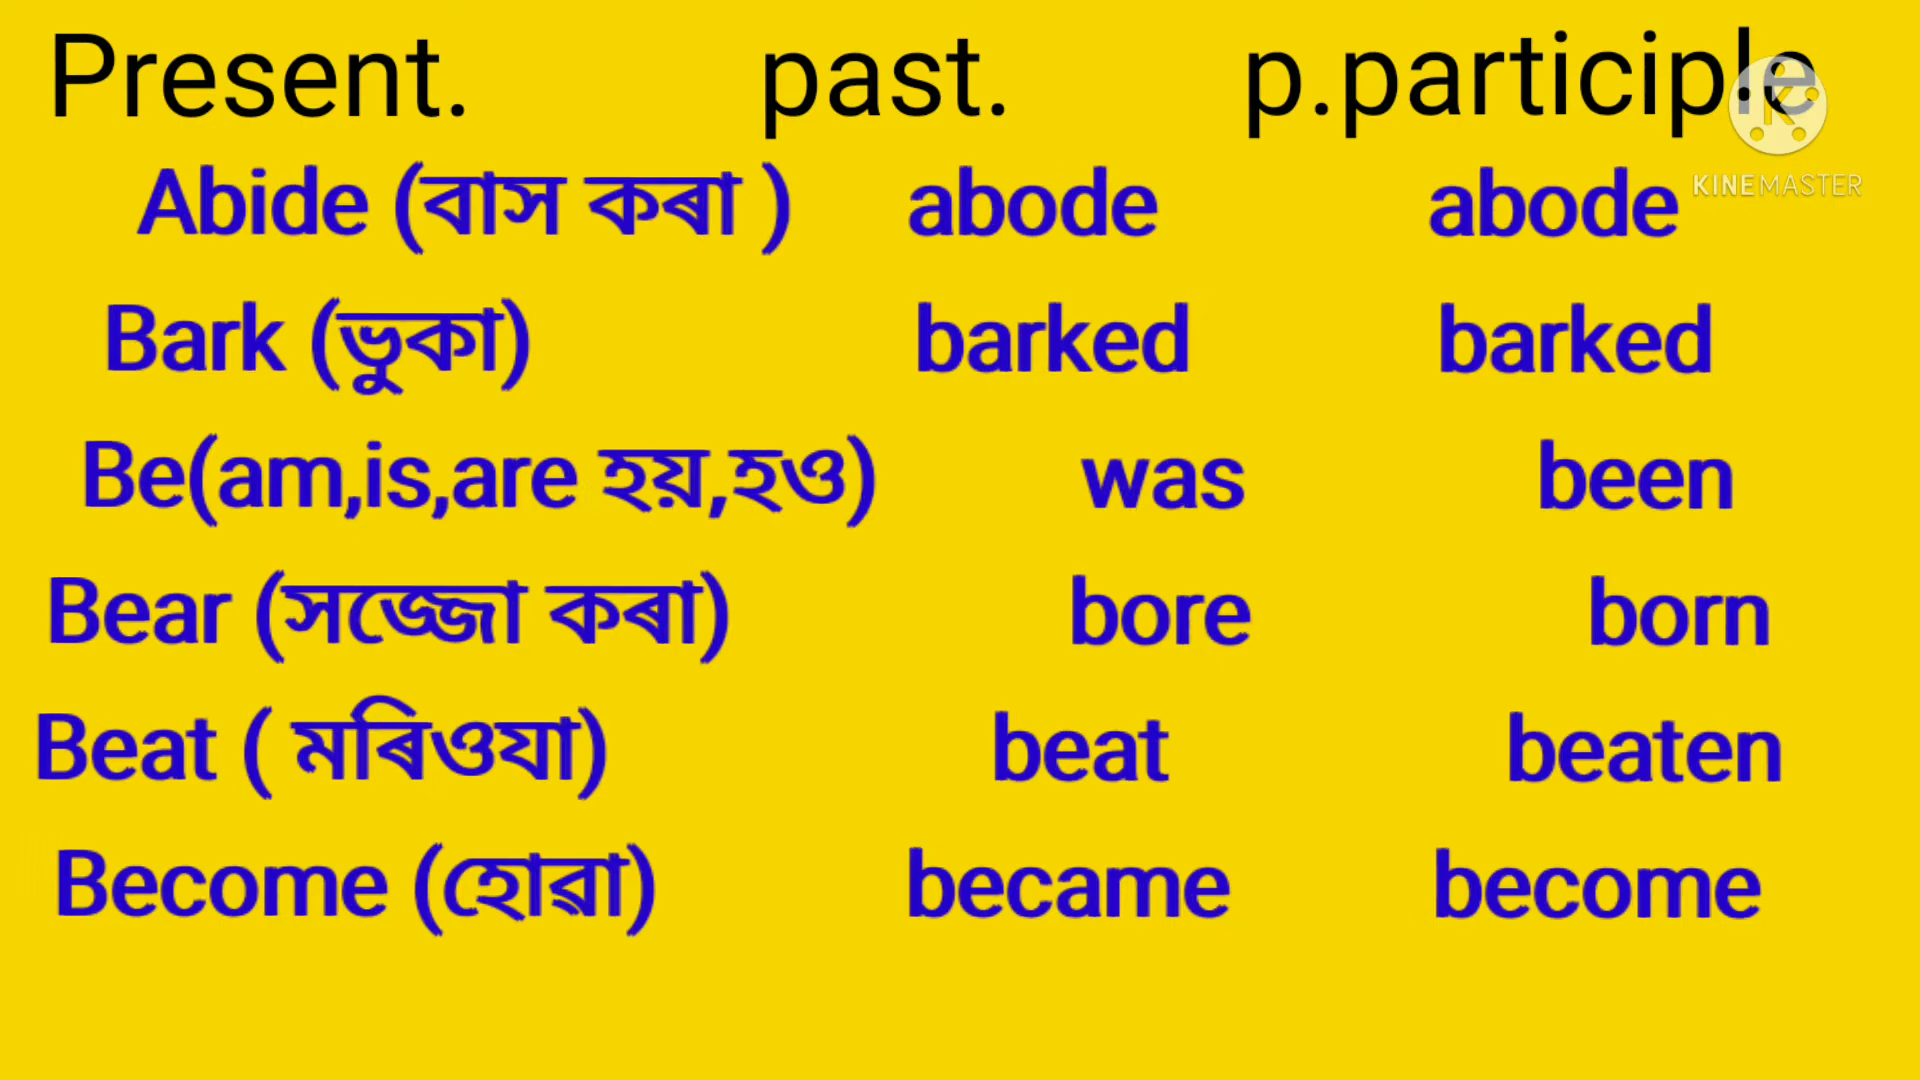 Present. past. p.participle
KINEMASTER
Abide (বাস কৰা ) abode abode
Bark (ভুকা) barked barked
Be(am,is,are হয়,হও) was been
Bear (সজ্জো কৰা) bore born
Beat ( মৰিওযা) beat beaten
Become (হোৱা) became become